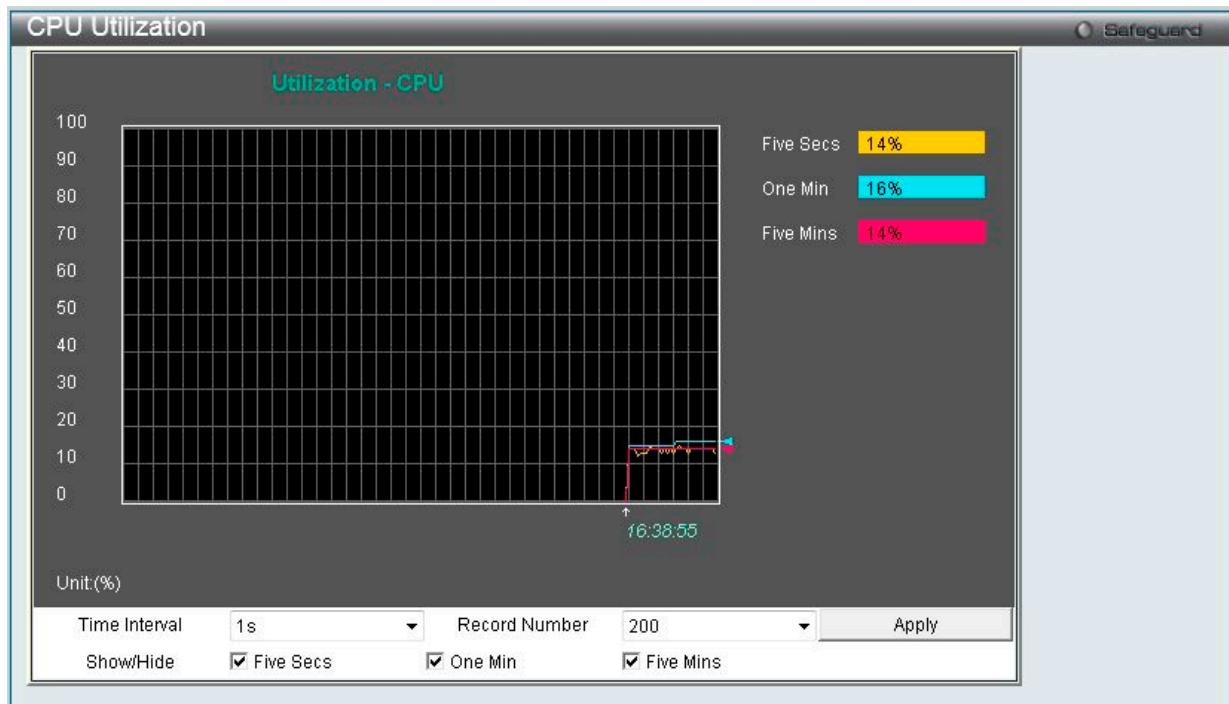 CPU Utilization
Safeguard
Utilization - CPU
100
90
80
70
60
50
40
30
20
10
0
Five Secs 14%
One Min 16%
Five Mins 14%
16:38:55
Unit:(%)
Time Interval 1s Record Number 200 Apply
Show/Hide Five Secs One Min Five Mins